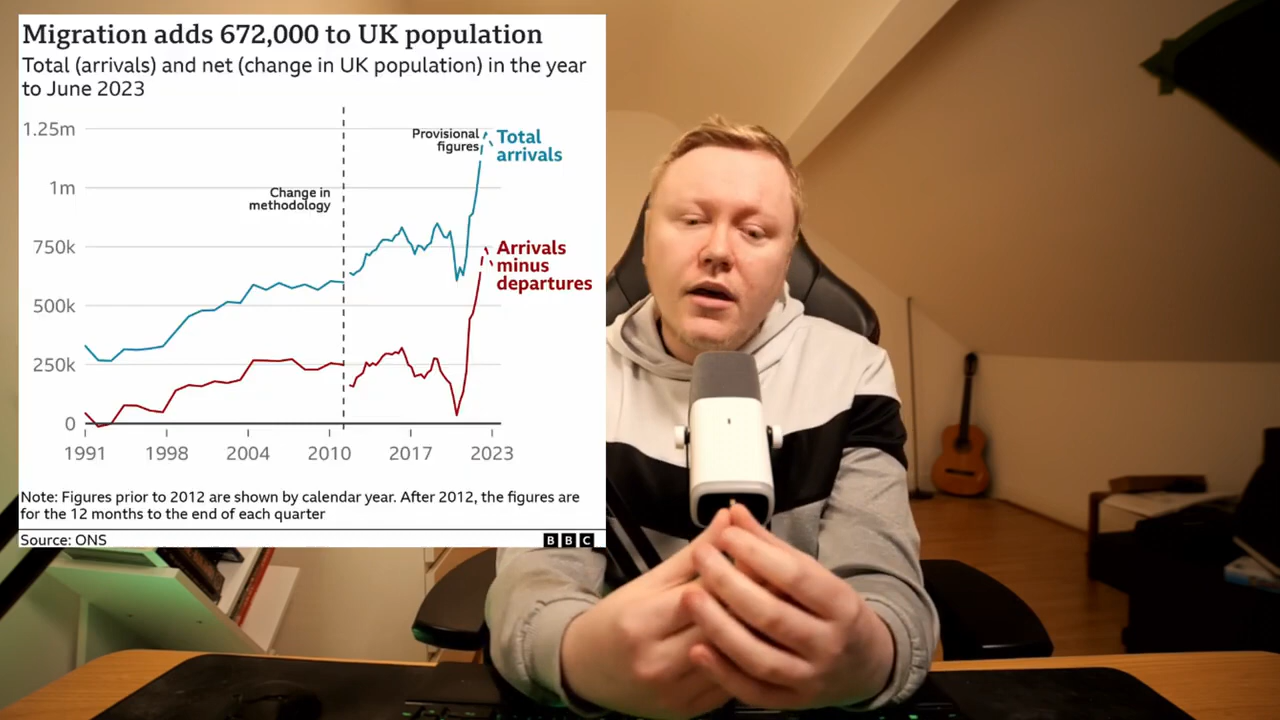 Migration adds 672,000 to UK population
Total (arrivals) and net (change in UK population) in the year
to June 2023
1.25m
1m
750k
500k
250k
0
Change in
methodology
Provisional
figures
Total
arrivals
Arrivals
minus
departures
1991
1998
2004
2010
2017
2023
Note: Figures prior to 2012 are shown by calendar year. After 2012, the figures are
for the 12 months to the end of each quarter
Source: ONS
BBC